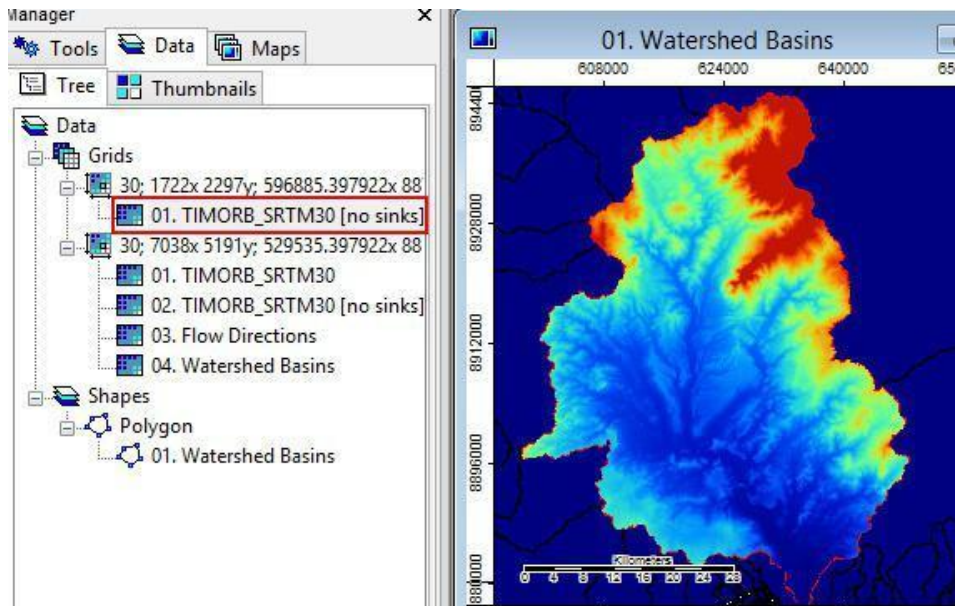 Manager
Tools Data Maps
Tree Thumbnails
Data
Grids
30; 1722x 2297y; 596885.397922x 88
01. TIMORB_SRTM30 [no sinks]
30; 7038x 5191y; 529535.397922x 88
01. TIMORB_SRTM30
02. TIMORB_SRTM30 [no sinks]
03. Flow Directions
04. Watershed Basins
Shapes
Polygon
01. Watershed Basins
01. Watershed Basins
608000 624000 640000 656
89440
8928000
8912000
8896000
8880000
Kilometers
0 4 8 12 16 20 24 28